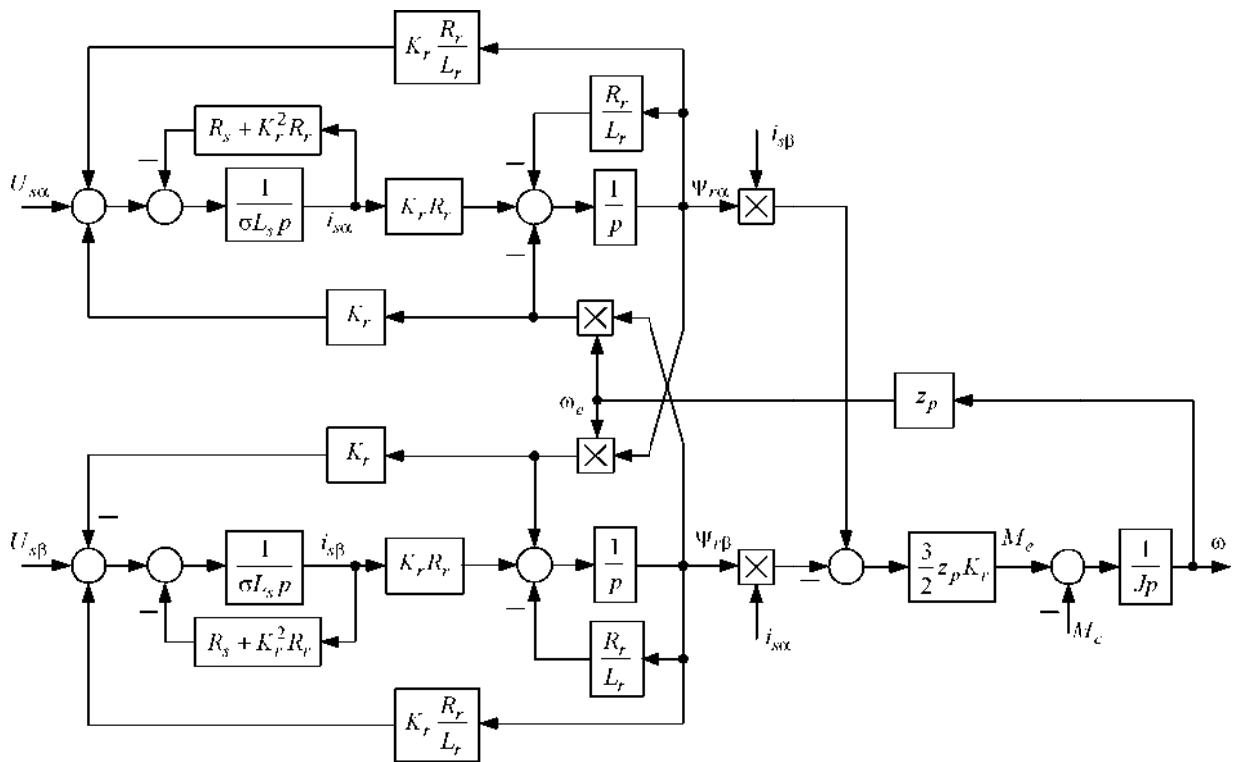 K_r R_r/L_r
R_r/L_r
R_s + K_r^2 R_r
i_sβ
U_sα
1/(σL_s p)
i_sα
K_r R_r
1/p
Ψ_rα
K_r
z_p
ω_e
K_r
U_sβ
1/(σL_s p)
i_sβ
K_r R_r
1/p
Ψ_rβ
3/2 z_p K_r
M_e
1/(Jp)
ω
R_s + K_r^2 R_r
R_r/L_r
i_sα
M_c
K_r R_r/L_r